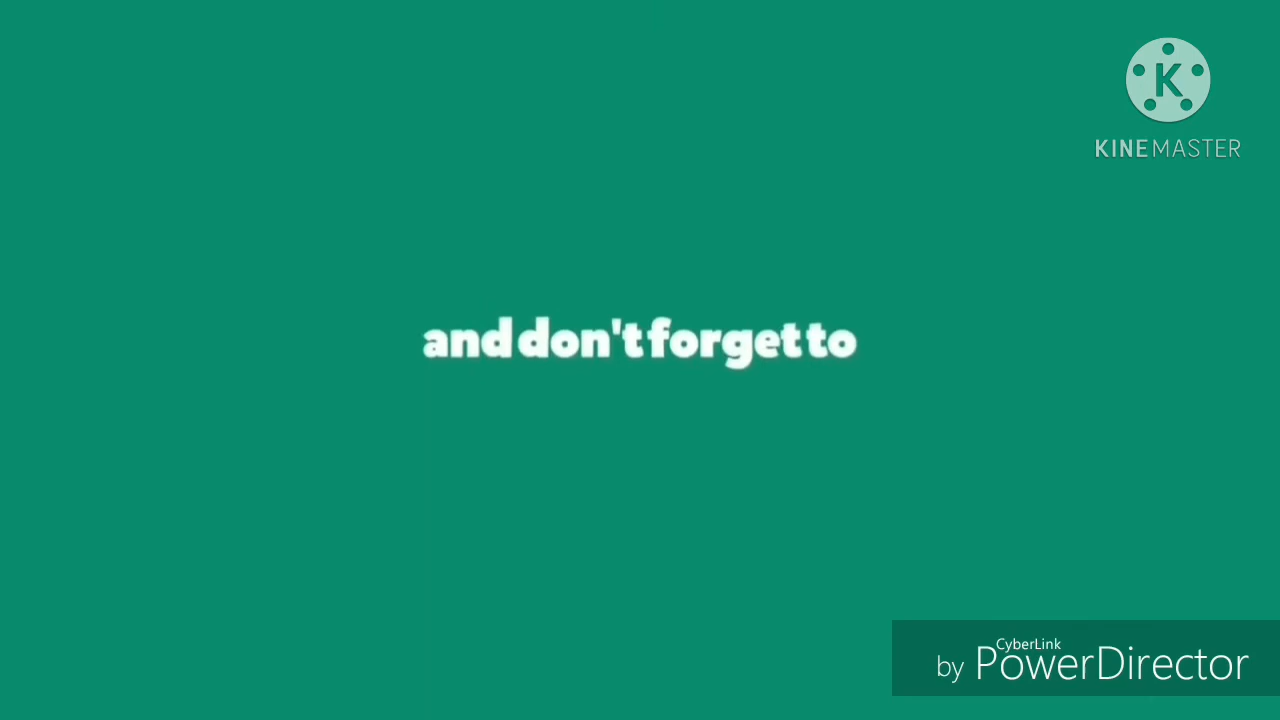 K
KINEMASTER
and don't forget to
CyberLink
by PowerDirector